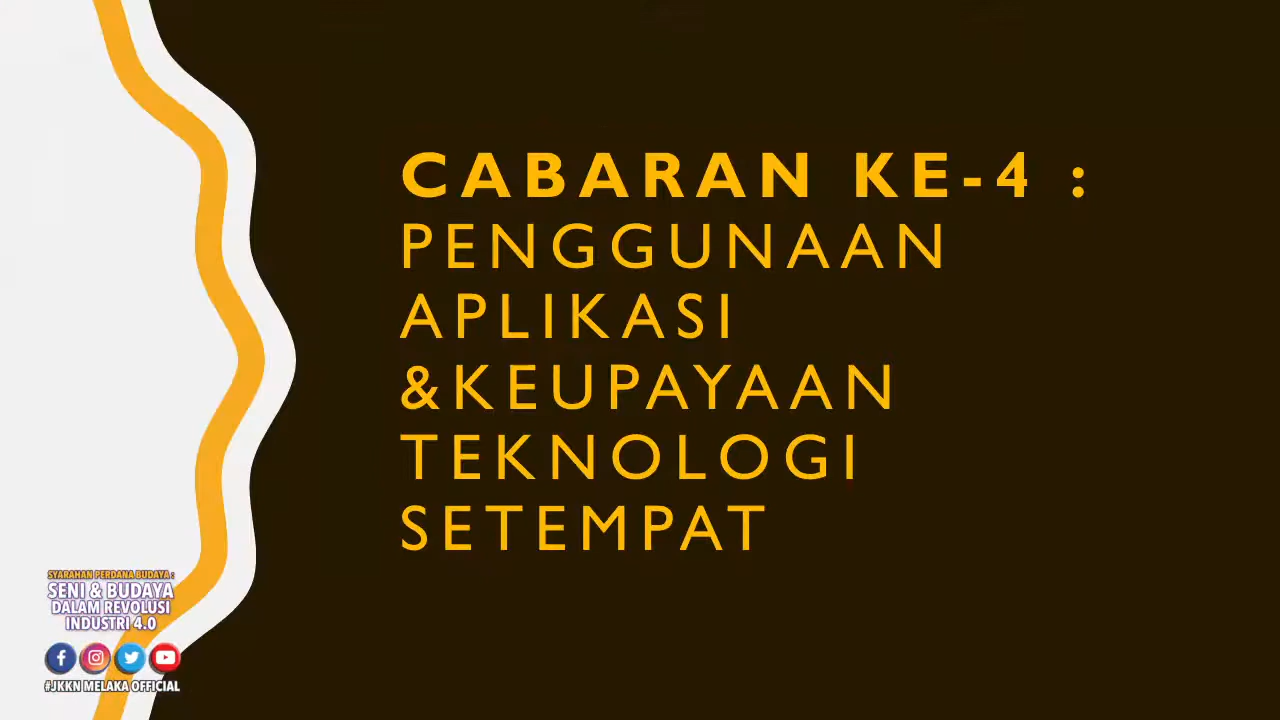 CABARAN KE-4 :
PENGGUNAAN
APLIKASI
&KEUPAYAAN
TEKNOLOGI
SETEMPAT
SYARAHAN PERDANA BUDAYA :
SENI & BUDAYA
DALAM REVOLUSI
INDUSTRI 4.0
#JKKN MELAKA OFFICIAL